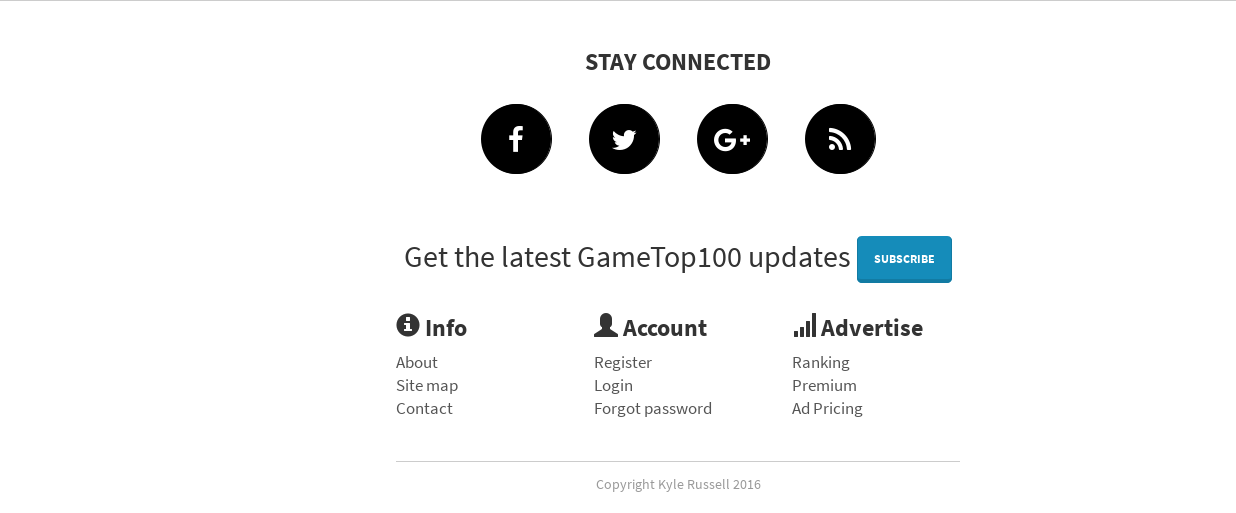 STAY CONNECTED
Get the latest GameTop100 updates SUBSCRIBE
Info
About
Site map
Contact
Account
Register
Login
Forgot password
Advertise
Ranking
Premium
Ad Pricing
Copyright Kyle Russell 2016